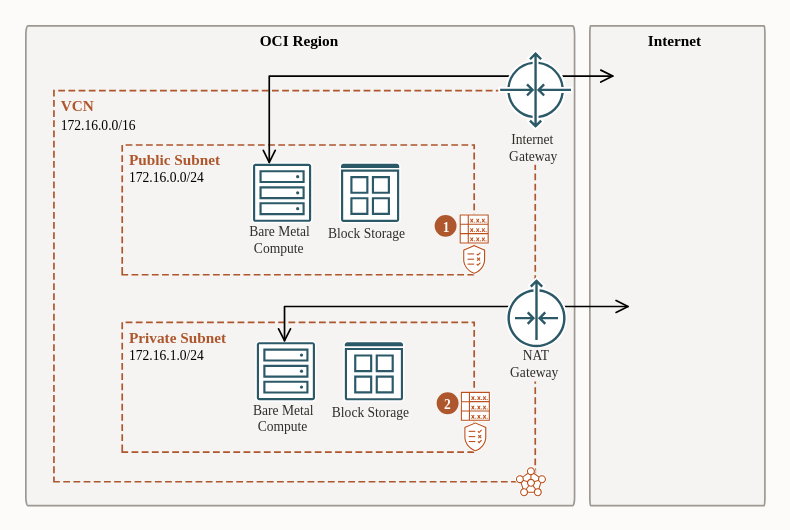 OCI Region
Internet
VCN
172.16.0.0/16
Internet
Gateway
Public Subnet
172.16.0.0/24
Bare Metal
Compute
Block Storage
1
x.x.x.
x.x.x.
x.x.x.
Private Subnet
172.16.1.0/24
NAT
Gateway
Bare Metal
Compute
Block Storage
2
x.x.x.
x.x.x.
x.x.x.